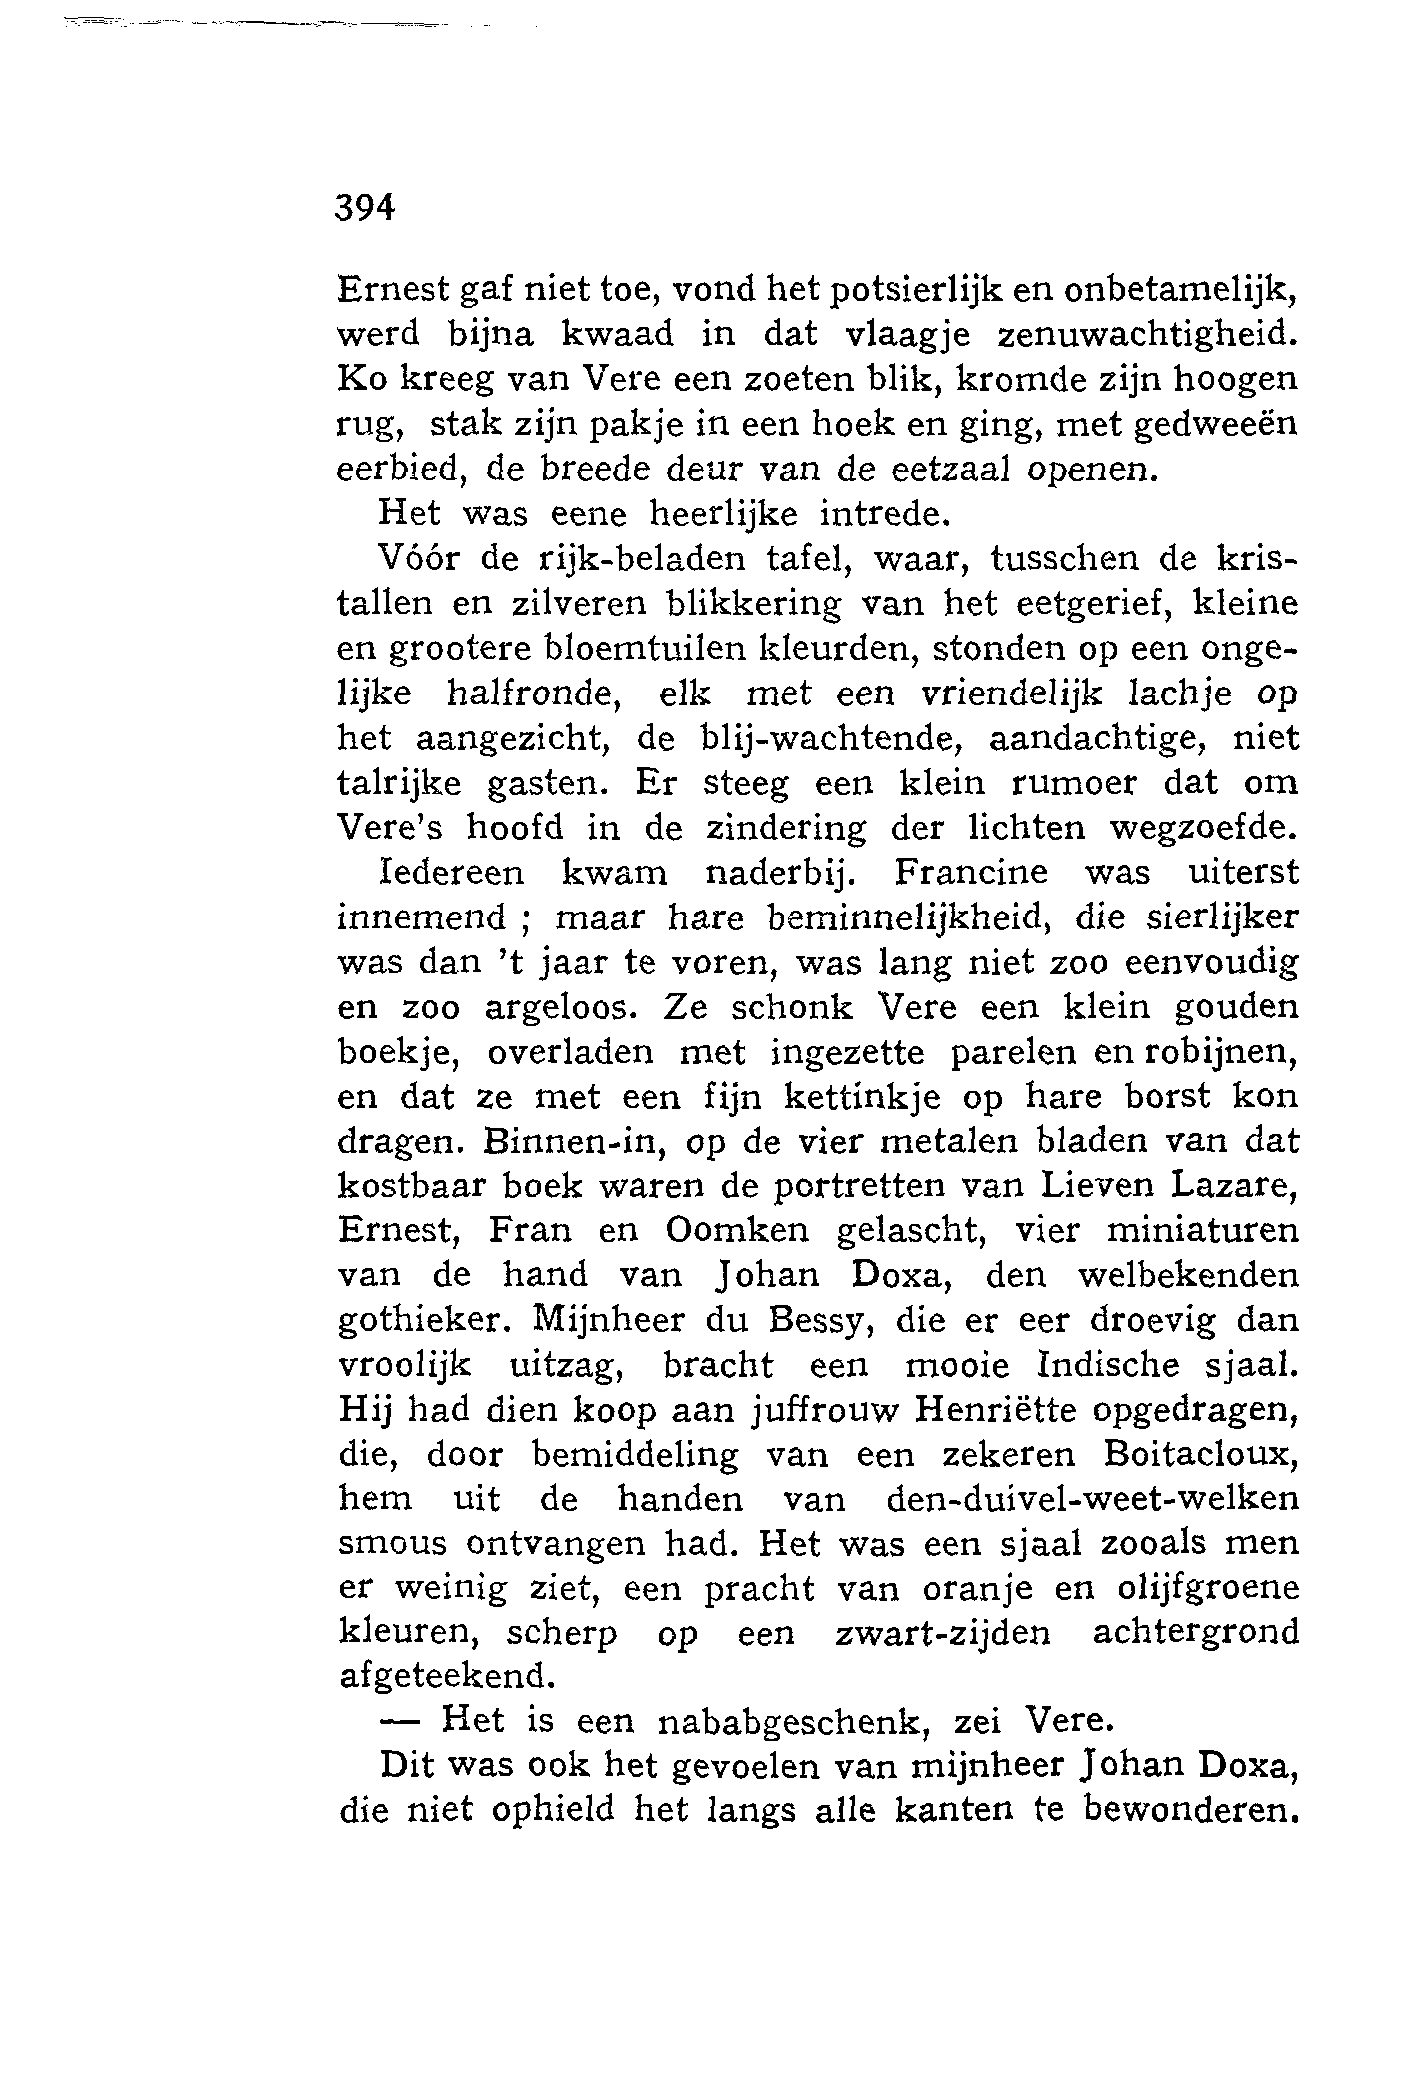 394
Ernest gaf niet toe, vond het potsierlijk en onbetamelijk,
werd bijna kwaad in dat vlaagje zenuwachtigheid.
Ko kreeg van Vere een zoeten blik, kromde zijn hoogen
rug, stak zijn pakje in een hoek en ging, met gedweeën
eerbied, de breede deur van de eetzaal openen.
Het was eene heerlijke intrede.
Vóór de rijk-beladen tafel, waar, tusschen de kris-
tallen en zilveren blikkering van het eetgerief, kleine
en grootere bloemtuilen kleurden, stonden op een onge-
lijke halfronde, elk met een vriendelijk lachje op
het aangezicht, de blij-wachtende, aandachtige, niet
talrijke gasten. Er steeg een klein rumoer dat om
Vere's hoofd in de zindering der lichten wegzoefde.
Iedereen kwam naderbij. Francine was uiterst
innemend ; maar hare beminnelijkheid, die sierlijker
was dan 't jaar te voren, was lang niet zoo eenvoudig
en zoo argeloos. Ze schonk Vere een klein gouden
boekje, overladen met ingezette parelen en robijnen,
en dat ze met een fijn kettinkje op hare borst kon
dragen. Binnen-in, op de vier metalen bladen van dat
kostbaar boek waren de portretten van Lieven Lazare,
Ernest, Fran en Oomken gelascht, vier miniaturen
van de hand van Johan Doxa, den welbekenden
gothieker. Mijnheer du Bessy, die er eer droevig dan
vroolijk uitzag, bracht een mooie Indische sjaal.
Hij had dien koop aan juffrouw Henriëtte opgedragen,
die, door bemiddeling van een zekeren Boitacloux,
hem uit de handen van den-duivel-weet-welken
smous ontvangen had. Het was een sjaal zooals men
er weinig ziet, een pracht van oranje en olijfgroene
kleuren, scherp op een zwart-zijden achtergrond
afgeteekend.
— Het is een nababgeschenk, zei Vere.
Dit was ook het gevoelen van mijnheer Johan Doxa,
die niet ophield het langs alle kanten te bewonderen.